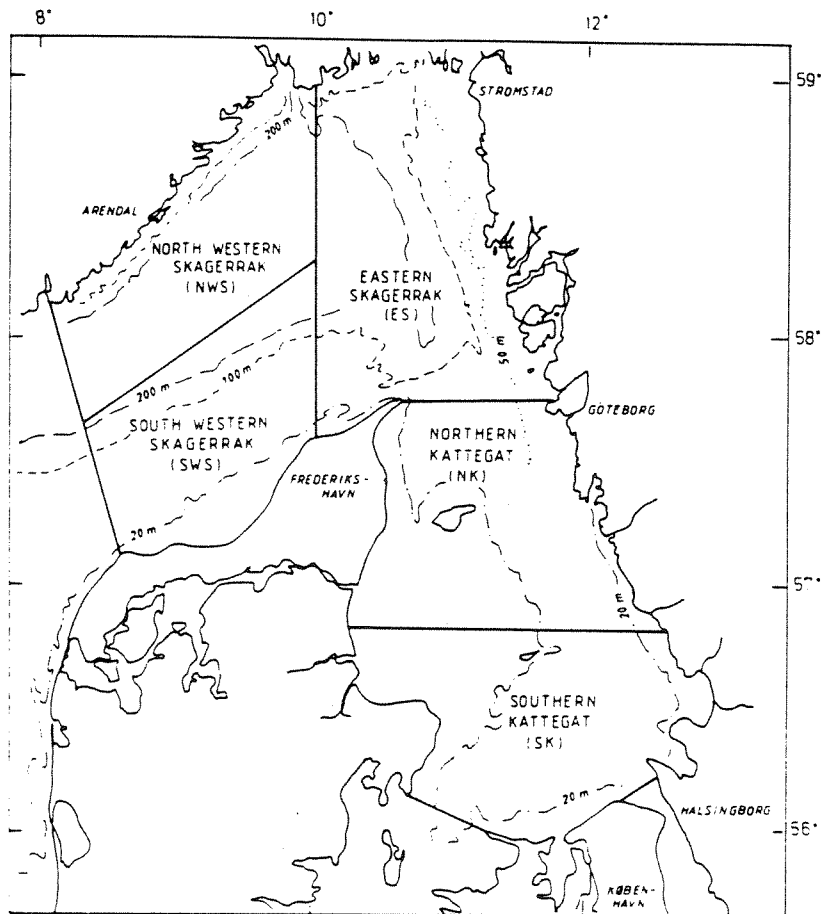 8°
10°
12°
59°
STROMSTAD
200 m
ARENDAL
NORTH WESTERN
SKAGERRAK
(NWS)
EASTERN
SKAGERRAK
(ES)
58°
50 m
200 m
100 m
SOUTH WESTERN
SKAGERRAK
(SWS)
GÖTEBORG
NORTHERN
KATTEGAT
(NK)
FREDERIKS-
HAVN
20 m
57°
20 m
SOUTHERN
KATTEGAT
(SK)
20 m
HALSINGBORG
56°
KØBEN-
HAVN